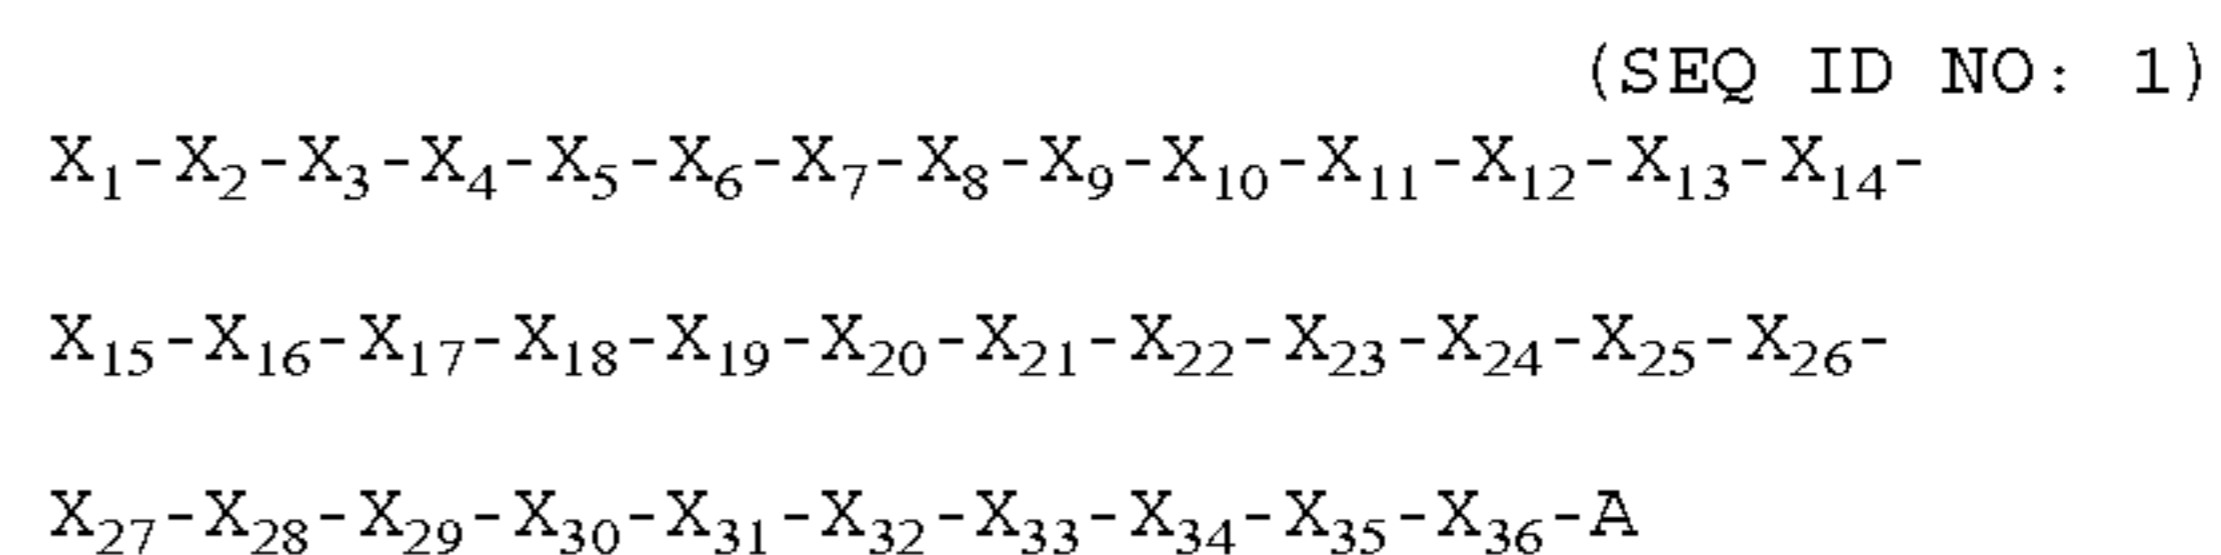 (SEQ ID NO: 1)
X₁-X₂-X₃-X₄-X₅-X₆-X₇-X₈-X₉-X₁₀-X₁₁-X₁₂-X₁₃-X₁₄-
X₁₅-X₁₆-X₁₇-X₁₈-X₁₉-X₂₀-X₂₁-X₂₂-X₂₃-X₂₄-X₂₅-X₂₆-
X₂₇-X₂₈-X₂₉-X₃₀-X₃₁-X₃₂-X₃₃-X₃₄-X₃₅-X₃₆-A